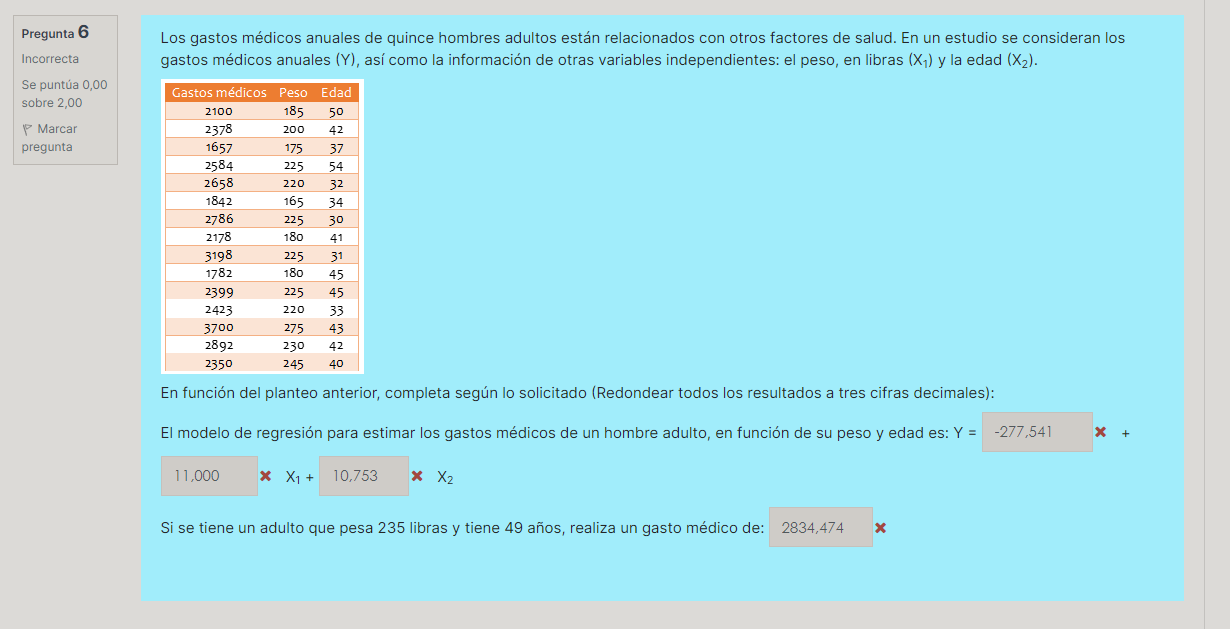 Pregunta 6
Incorrecta
Se puntúa 0,00
sobre 2,00
Marcar
pregunta
Los gastos médicos anuales de quince hombres adultos están relacionados con otros factores de salud. En un estudio se consideran los
gastos médicos anuales (Y), así como la información de otras variables independientes: el peso, en libras (X₁) y la edad (X₂).
Gastos médicos Peso Edad
2100 185 50
2378 200 42
1657 175 37
2584 225 54
2658 220 32
1842 165 34
2786 225 30
2178 180 41
3198 225 31
1782 180 45
2399 225 45
2423 220 33
3700 275 43
2892 230 42
2350 245 40
En función del planteo anterior, completa según lo solicitado (Redondear todos los resultados a tres cifras decimales):
El modelo de regresión para estimar los gastos médicos de un hombre adulto, en función de su peso y edad es: Y = -277,541 +
11,000 X₁ + 10,753 X₂
Si se tiene un adulto que pesa 235 libras y tiene 49 años, realiza un gasto médico de: 2834,474